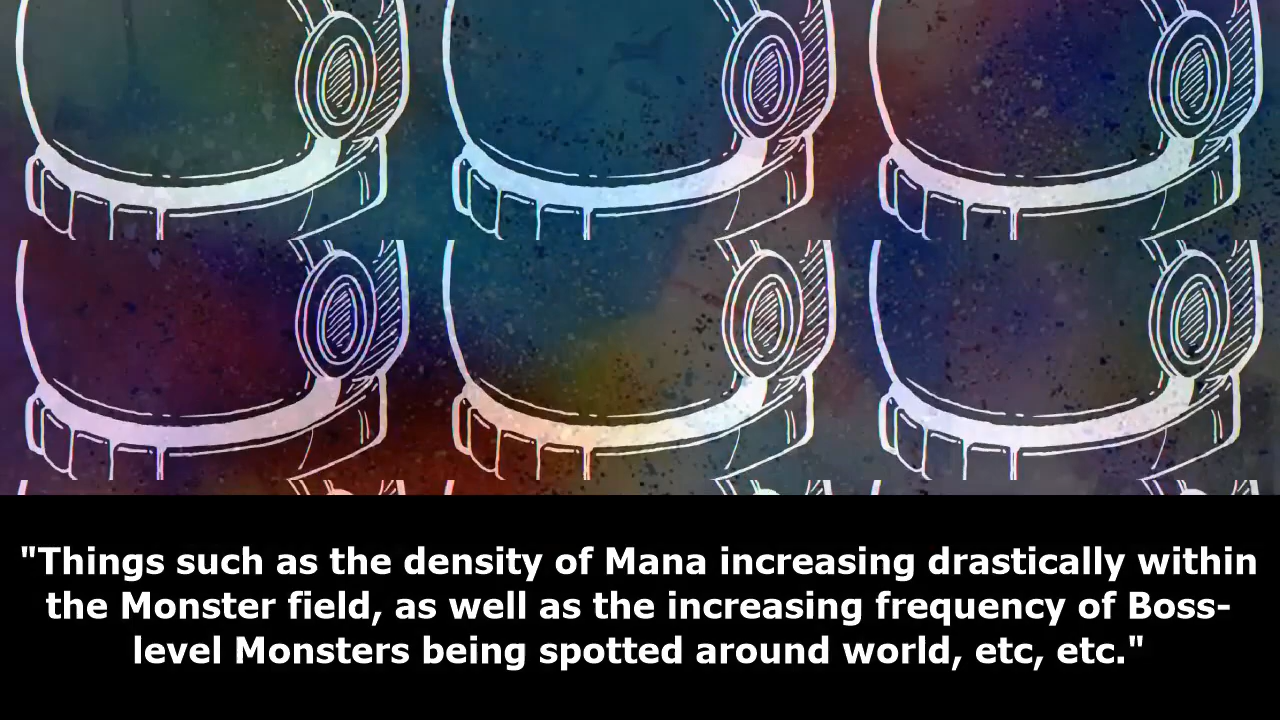 "Things such as the density of Mana increasing drastically within
the Monster field, as well as the increasing frequency of Boss-
level Monsters being spotted around world, etc, etc."